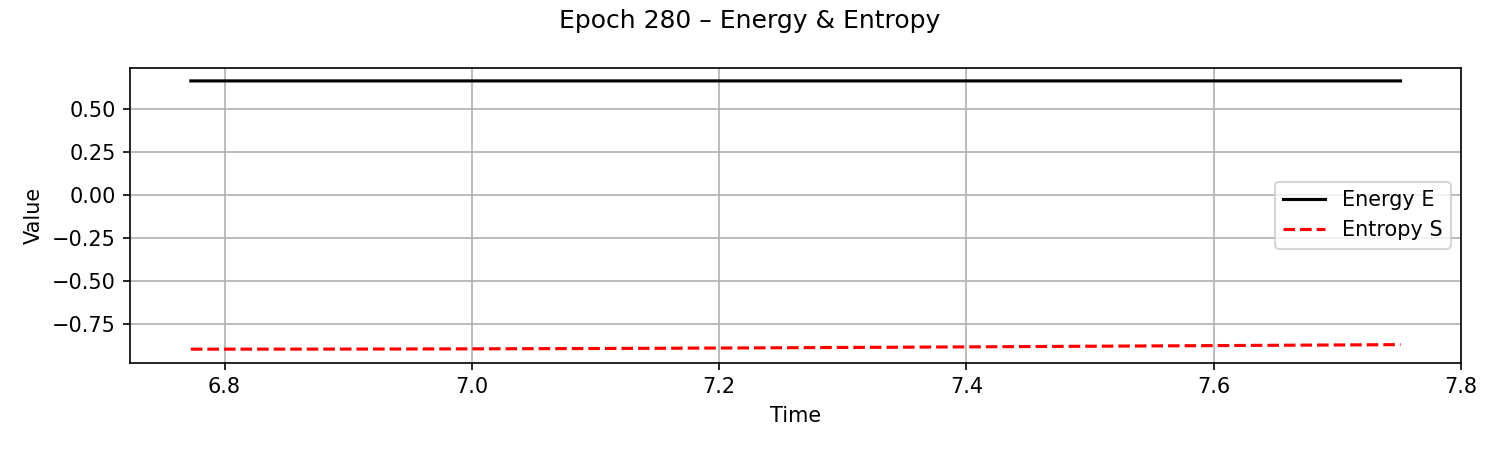 Epoch 280 – Energy & Entropy
Value
0.50
0.25
0.00
−0.25
−0.50
−0.75
Energy E
Entropy S
6.8 7.0 7.2 7.4 7.6 7.8
Time